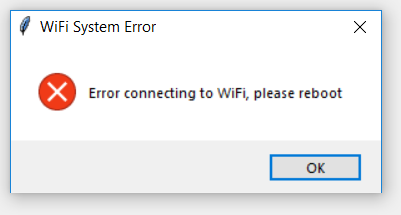 WiFi System Error
Error connecting to WiFi, please reboot
OK